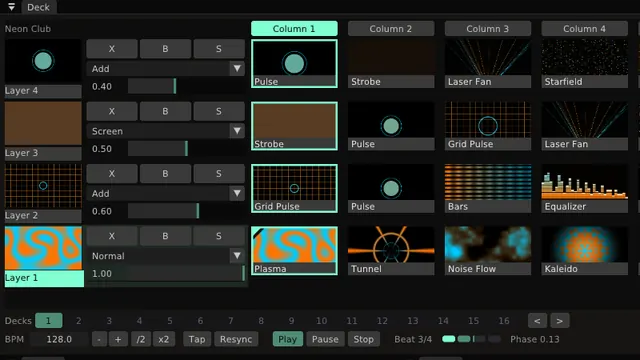 Deck
Neon Club
Column 1
Column 2
Column 3
Column 4
X B S
Add
0.40
Layer 4
Pulse
Strobe
Laser Fan
Starfield
X B S
Screen
0.50
Layer 3
Strobe
Pulse
Grid Pulse
Laser Fan
X B S
Add
0.60
Layer 2
Grid Pulse
Pulse
Bars
Equalizer
X B S
Normal
1.00
Layer 1
Plasma
Tunnel
Noise Flow
Kaleido
Decks 1 2 3 4 5 6 7 8 9 10 11 12 13 14 15 16 < >
BPM 128.0 - + /2 x2 Tap Resync Play Pause Stop Beat 3/4 Phase 0.13